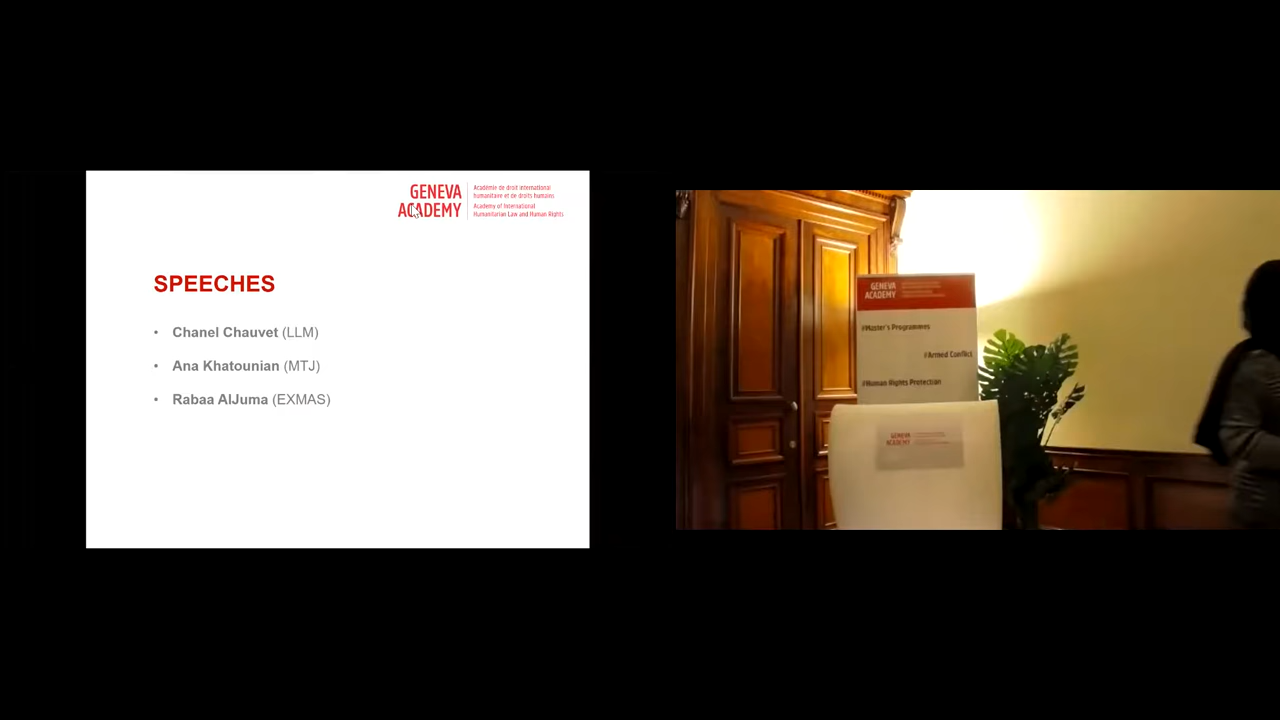 GENEVA
ACADEMY
Académie de droit international
humanitaire et de droits humains
Academy of International
Humanitarian Law and Human Rights
SPEECHES
• Chanel Chauvet (LLM)
• Ana Khatounian (MTJ)
• Rabaa AlJuma (EXMAS)
GENEVA
ACADEMY
#Master's Programmes
#Armed Conflict
#Human Rights Protection
GENEVA
ACADEMY